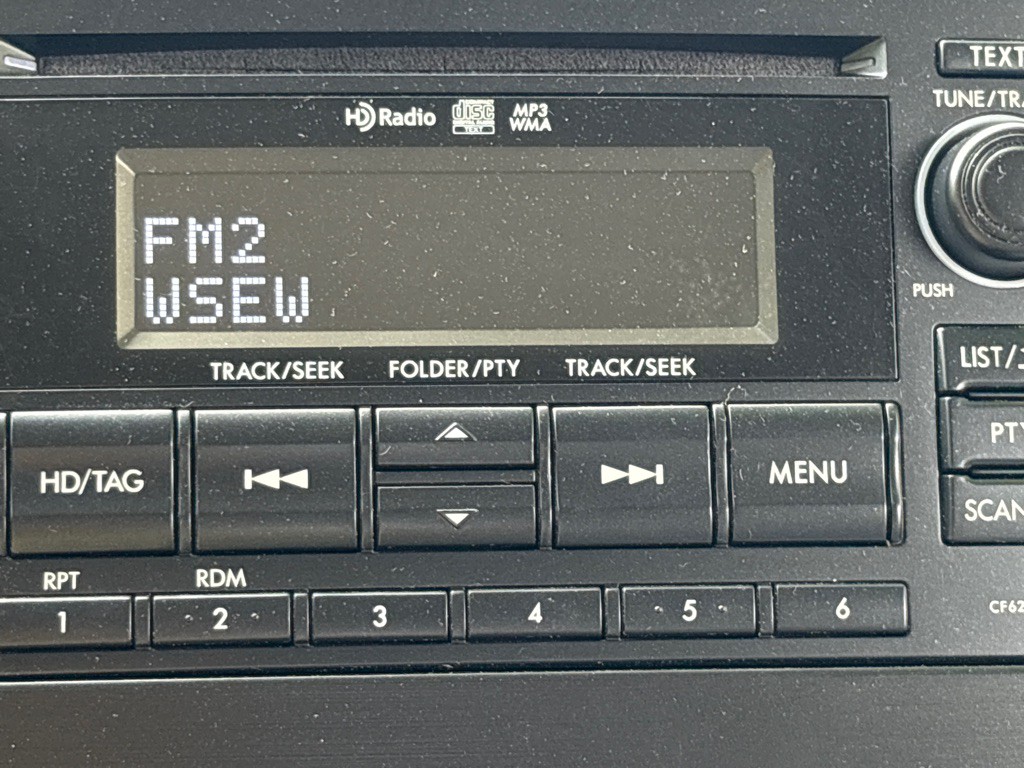 TEXT
TUNE/TRA
HD Radio
disc
TEXT
MP3
WMA
FM2
WSEW
PUSH
TRACK/SEEK FOLDER/PTY TRACK/SEEK
LIST/
PTY
SCAN
HD/TAG
MENU
RPT RDM
1 2 3 4 5 6
CF62